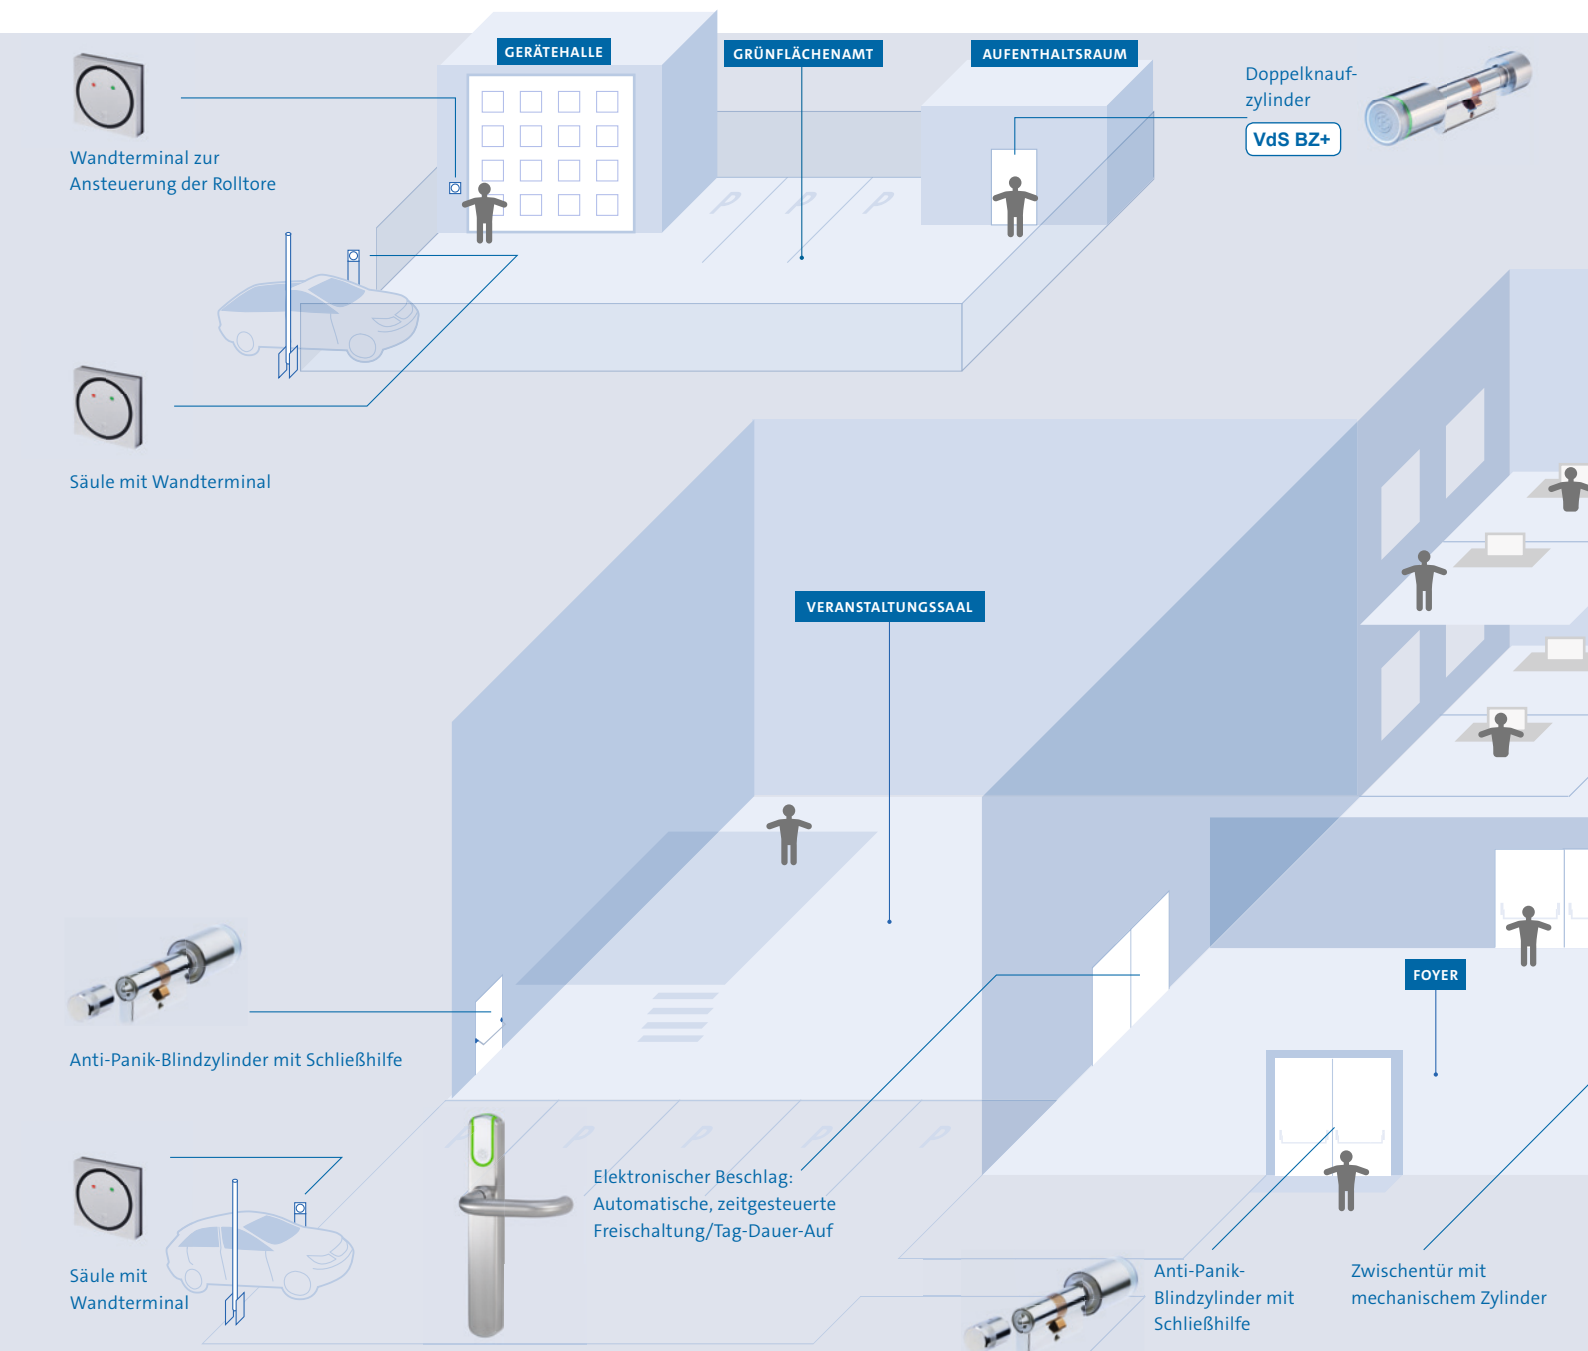 GERÄTEHALLE
GRÜNFLÄCHENAMT
AUFENTHALTSRAUM
Doppelknauf-
zylinder
VdS BZ+
Wandterminal zur
Ansteuerung der Rolltore
P P P
Säule mit Wandterminal
VERANSTALTUNGSSAAL
FOYER
Anti-Panik-Blindzylinder mit Schließhilfe
P P P P P
Elektronischer Beschlag:
Automatische, zeitgesteuerte
Freischaltung/Tag-Dauer-Auf
Säule mit
Wandterminal
Anti-Panik-
Blindzylinder mit
Schließhilfe
Zwischentür mit
mechanischem Zylinder